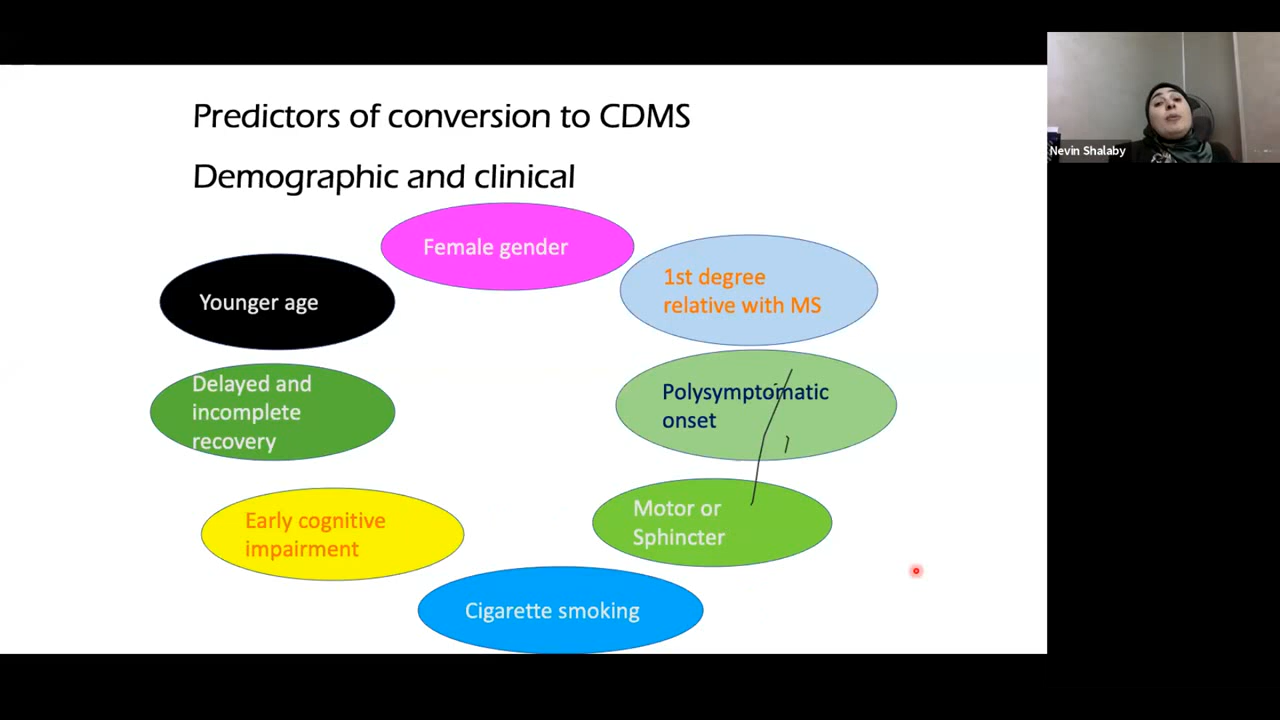 Predictors of conversion to CDMS
Demographic and clinical
Female gender
1st degree
relative with MS
Younger age
Polysymptomatic
onset
Delayed and
incomplete
recovery
Motor or
Sphincter
Early cognitive
impairment
Cigarette smoking
Nevin Shalaby